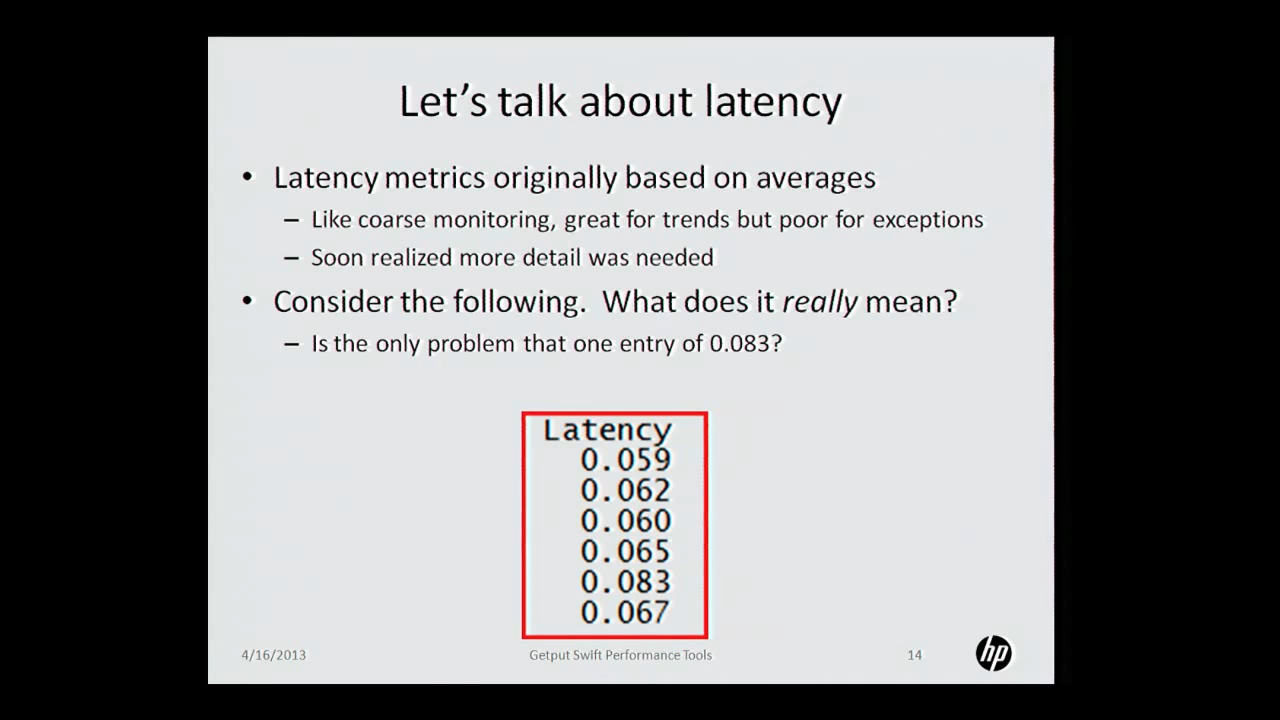 Let's talk about latency
• Latency metrics originally based on averages
– Like coarse monitoring, great for trends but poor for exceptions
– Soon realized more detail was needed
• Consider the following.  What does it really mean?
– Is the only problem that one entry of 0.083?
Latency
0.059
0.062
0.060
0.065
0.083
0.067
4/16/2013
Getput Swift Performance Tools
14
hp